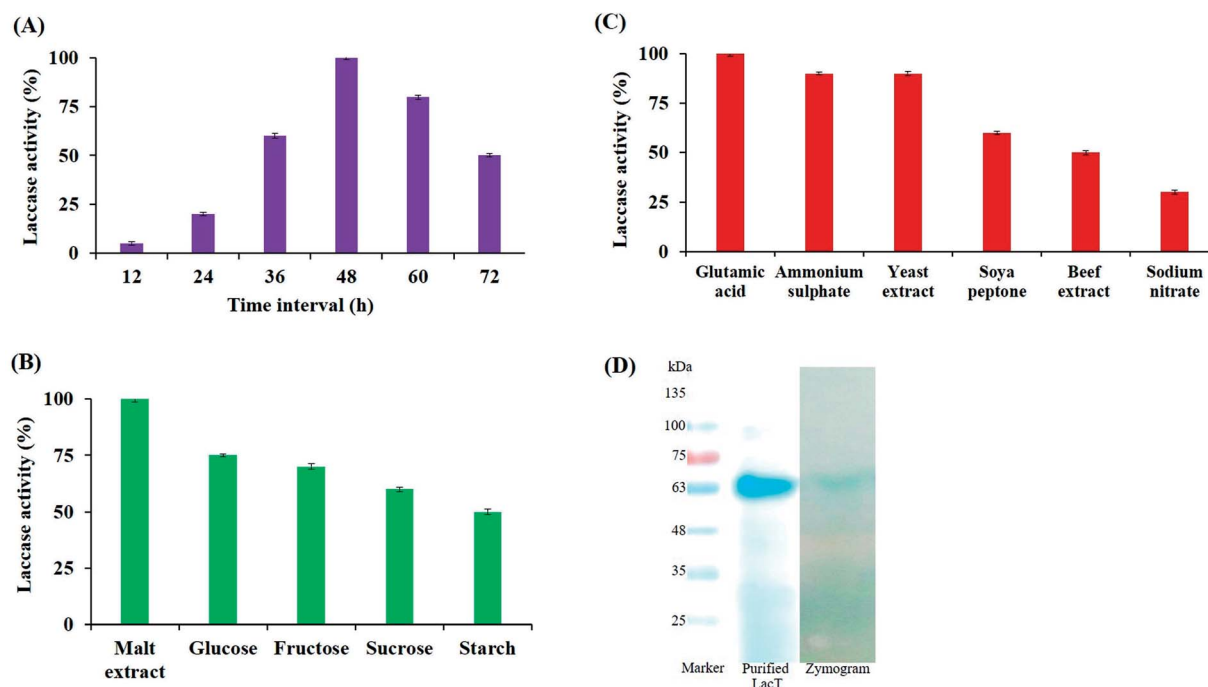 (A)
Laccase activity (%)
100
75
50
25
0
12 24 36 48 60 72
Time interval (h)
(B)
Laccase activity (%)
100
75
50
25
0
Malt Glucose Fructose Sucrose Starch
extract
(C)
Laccase activity (%)
100
75
50
25
0
Glutamic Ammonium Yeast Soya Beef Sodium
acid sulphate extract peptone extract nitrate
(D)
kDa
135
100
75
63
48
35
25
Marker Purified Zymogram
LacT